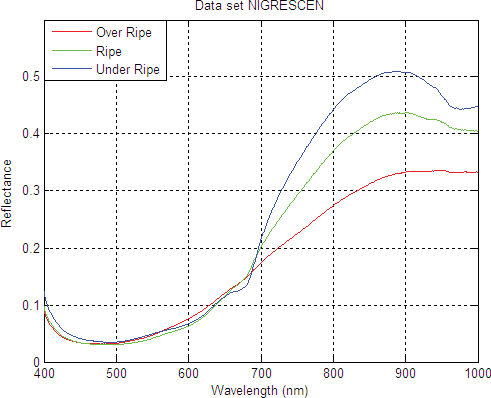 Data set NIGRESCEN
Over Ripe
Ripe
Under Ripe
Reflectance
0.5
0.4
0.3
0.2
0.1
0
400 500 600 700 800 900 1000
Wavelength (nm)